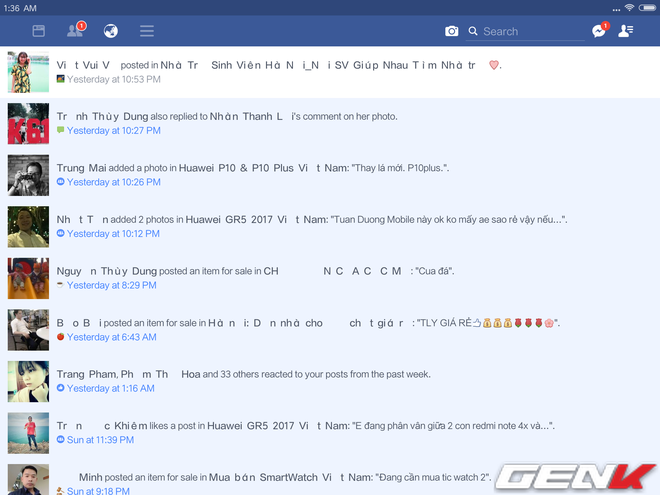 1:36 AM
1
Search
1
Vi t Vui V posted in Nhà Tr Sinh Viên Hà N i_N i SV Giúp Nhau Tìm Nhà tr .
Yesterday at 10:53 PM
Tr nh Thùy Dung also replied to Nhàn Thanh L i's comment on her photo.
Yesterday at 10:27 PM
Trung Mai added a photo in Huawei P10 & P10 Plus Vi t Nam: "Thay lá mới. P10plus.".
Yesterday at 10:26 PM
Nh t T n added 2 photos in Huawei GR5 2017 Vi t Nam: "Tuan Duong Mobile này ok ko mấy ae sao rẻ vậy nếu...".
Yesterday at 10:12 PM
Nguy n Thùy Dung posted an item for sale in CH N C A C C M : "Cua đá".
Yesterday at 8:29 PM
B o B i posted an item for sale in Hà n i: D n nhà cho ch t giá r : "TLY GIÁ RẺ👍💰💰💰🌹🌹🌹🌸".
Yesterday at 6:43 AM
Trang Pham, Ph m Th Hoa and 33 others reacted to your posts from the past week.
Yesterday at 1:16 AM
Tr n c Khiêm likes a post in Huawei GR5 2017 Vi t Nam: "E đang phân vân giữa 2 con redmi note 4x và...".
Sun at 11:39 PM
Minh posted an item for sale in Mua bán SmartWatch Vi t Nam: "Đang cần mua tic watch 2".
Sun at 9:18 PM
GENK